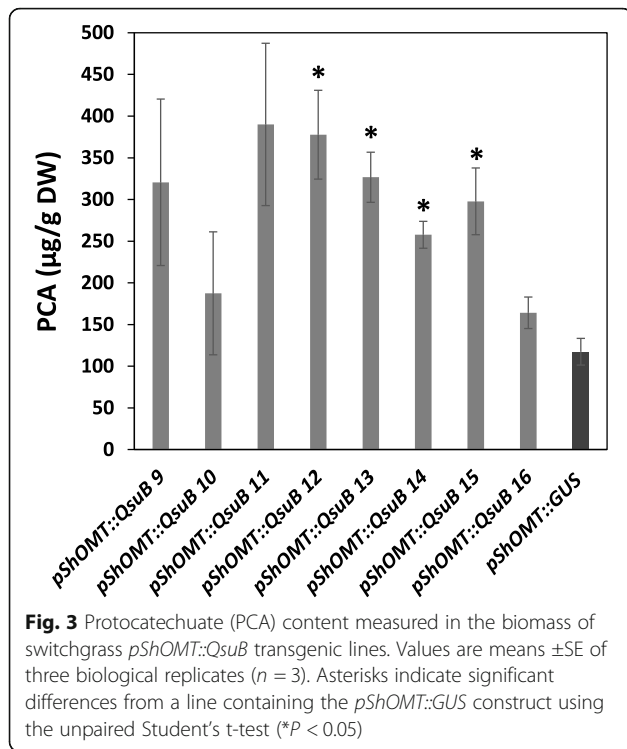 500
450
400
350
300
250
200
150
100
50
0
PCA (µg/g DW)
*
*
*
*
pShOMT::QsuB 9
pShOMT::QsuB 10
pShOMT::QsuB 11
pShOMT::QsuB 12
pShOMT::QsuB 13
pShOMT::QsuB 14
pShOMT::QsuB 15
pShOMT::QsuB 16
pShOMT::GUS
Fig. 3 Protocatechuate (PCA) content measured in the biomass of
switchgrass pShOMT::QsuB transgenic lines. Values are means ±SE of
three biological replicates (n = 3). Asterisks indicate significant
differences from a line containing the pShOMT::GUS construct using
the unpaired Student's t-test (*P < 0.05)